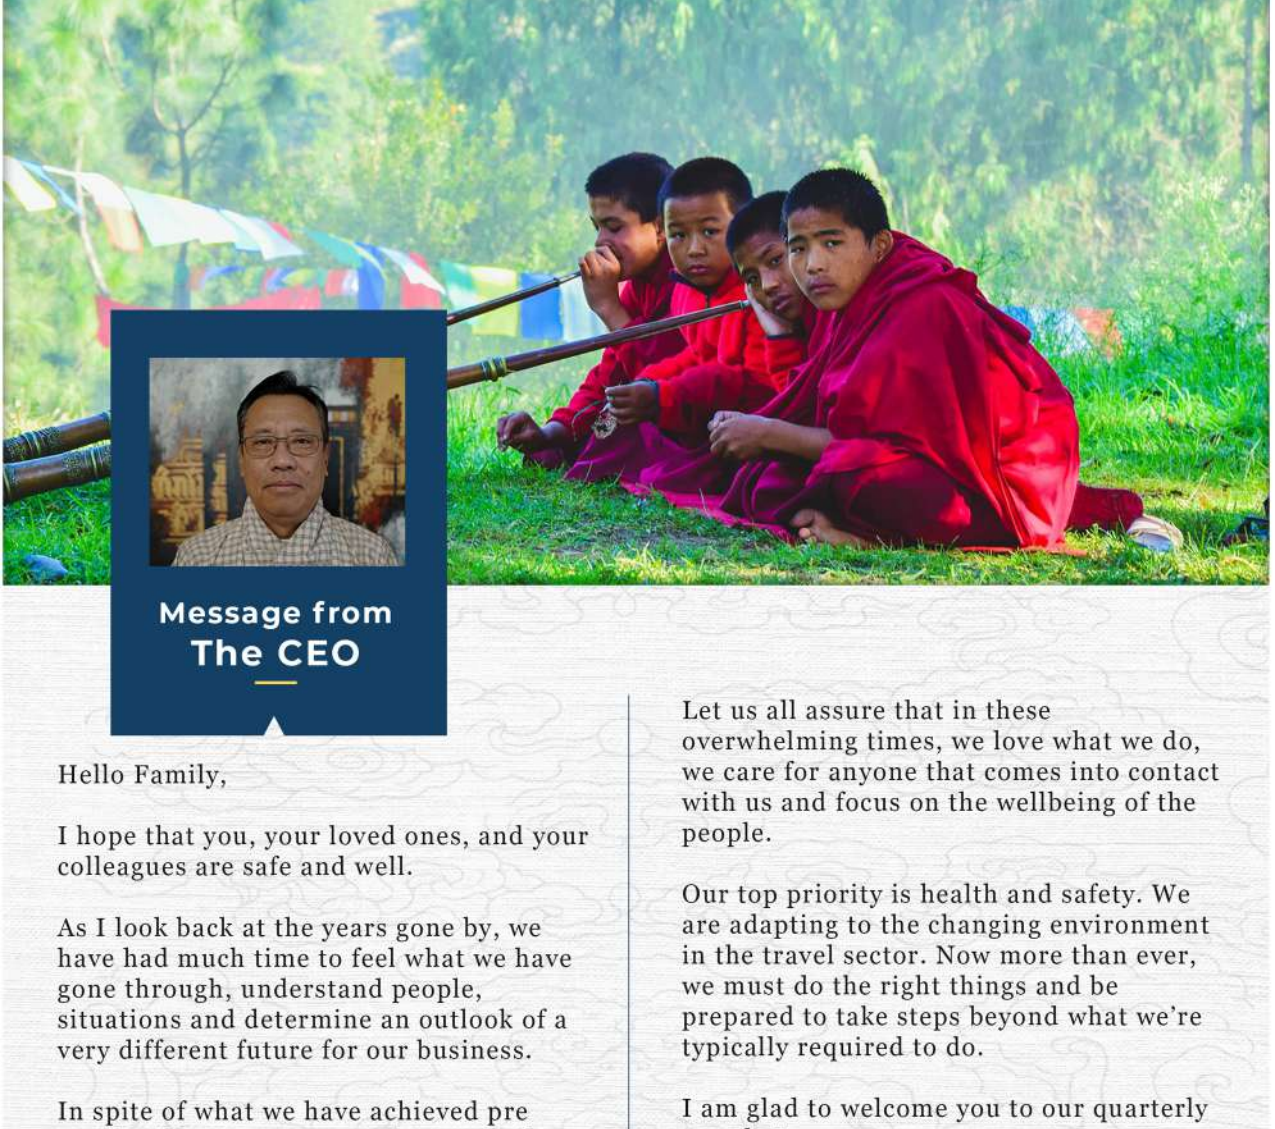 Message from
The CEO
Hello Family,
I hope that you, your loved ones, and your
colleagues are safe and well.
As I look back at the years gone by, we
have had much time to feel what we have
gone through, understand people,
situations and determine an outlook of a
very different future for our business.
In spite of what we have achieved pre
Let us all assure that in these
overwhelming times, we love what we do,
we care for anyone that comes into contact
with us and focus on the wellbeing of the
people.
Our top priority is health and safety. We
are adapting to the changing environment
in the travel sector. Now more than ever,
we must do the right things and be
prepared to take steps beyond what we’re
typically required to do.
I am glad to welcome you to our quarterly